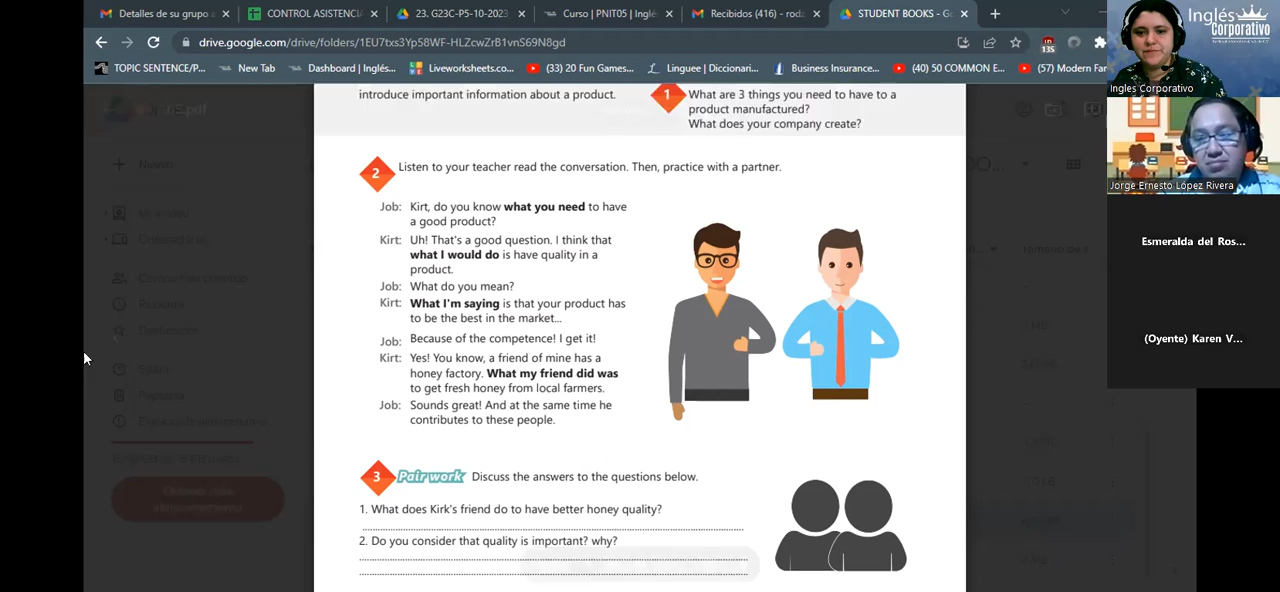 Detalles de su grupo
CONTROL ASISTENCI
23. G23C-P5-10-2023
Curso | PNIT05 | Inglé
Recibidos (416) - rod
STUDENT BOOKS - G
drive.google.com/drive/folders/1EU7txs3Yp58WF-HLZcwZrB1vnS69N8gd
135
TOPIC SENTENCE/P...
New Tab
Dashboard | Inglés...
Liveworksheets.co...
(33) 20 Fun Games...
Linguee | Diccionari...
Business Insurance...
(40) 50 COMMON E...
(57) Modern Far
Inglés
Corporativo
Ingles Corporativo
Jorge Ernesto López Rivera
Esmeralda del Ros...
(Oyente) Karen V...
introduce important information about a product.
1
What are 3 things you need to have to a
product manufactured?
What does your company create?
2
Listen to your teacher read the conversation. Then, practice with a partner.
Job: Kirt, do you know what you need to have
a good product?
Kirt: Uh! That's a good question. I think that
what I would do is have quality in a
product.
Job: What do you mean?
Kirt: What I'm saying is that your product has
to be the best in the market...
Job: Because of the competence! I get it!
Kirt: Yes! You know, a friend of mine has a
honey factory. What my friend did was
to get fresh honey from local farmers.
Job: Sounds great! And at the same time he
contributes to these people.
3
Pair work Discuss the answers to the questions below.
1. What does Kirk's friend do to have better honey quality?
2. Do you consider that quality is important? why?